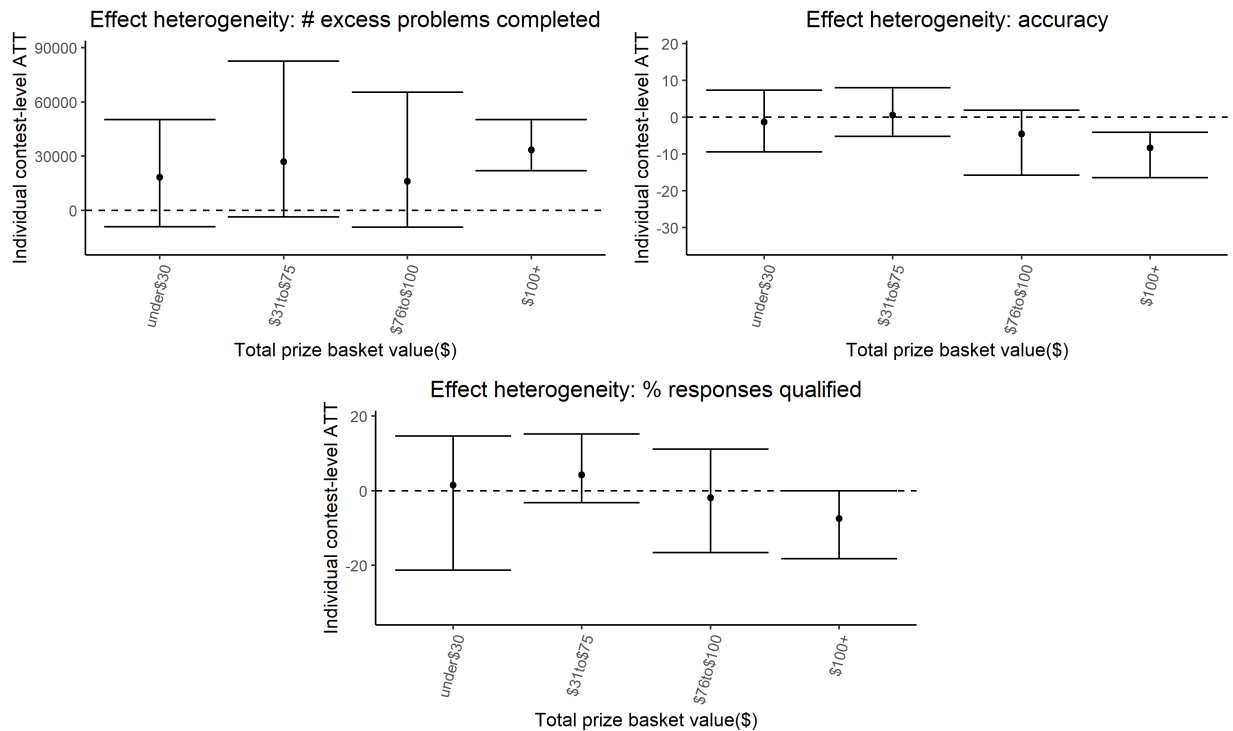 Effect heterogeneity: # excess problems completed
Individual contest-level ATT
90000
60000
30000
0
under$30
$31to$75
$76to$100
$100+
Total prize basket value($)
Effect heterogeneity: accuracy
Individual contest-level ATT
20
10
0
-10
-20
-30
under$30
$31to$75
$76to$100
$100+
Total prize basket value($)
Effect heterogeneity: % responses qualified
Individual contest-level ATT
20
0
-20
under$30
$31to$75
$76to$100
$100+
Total prize basket value($)